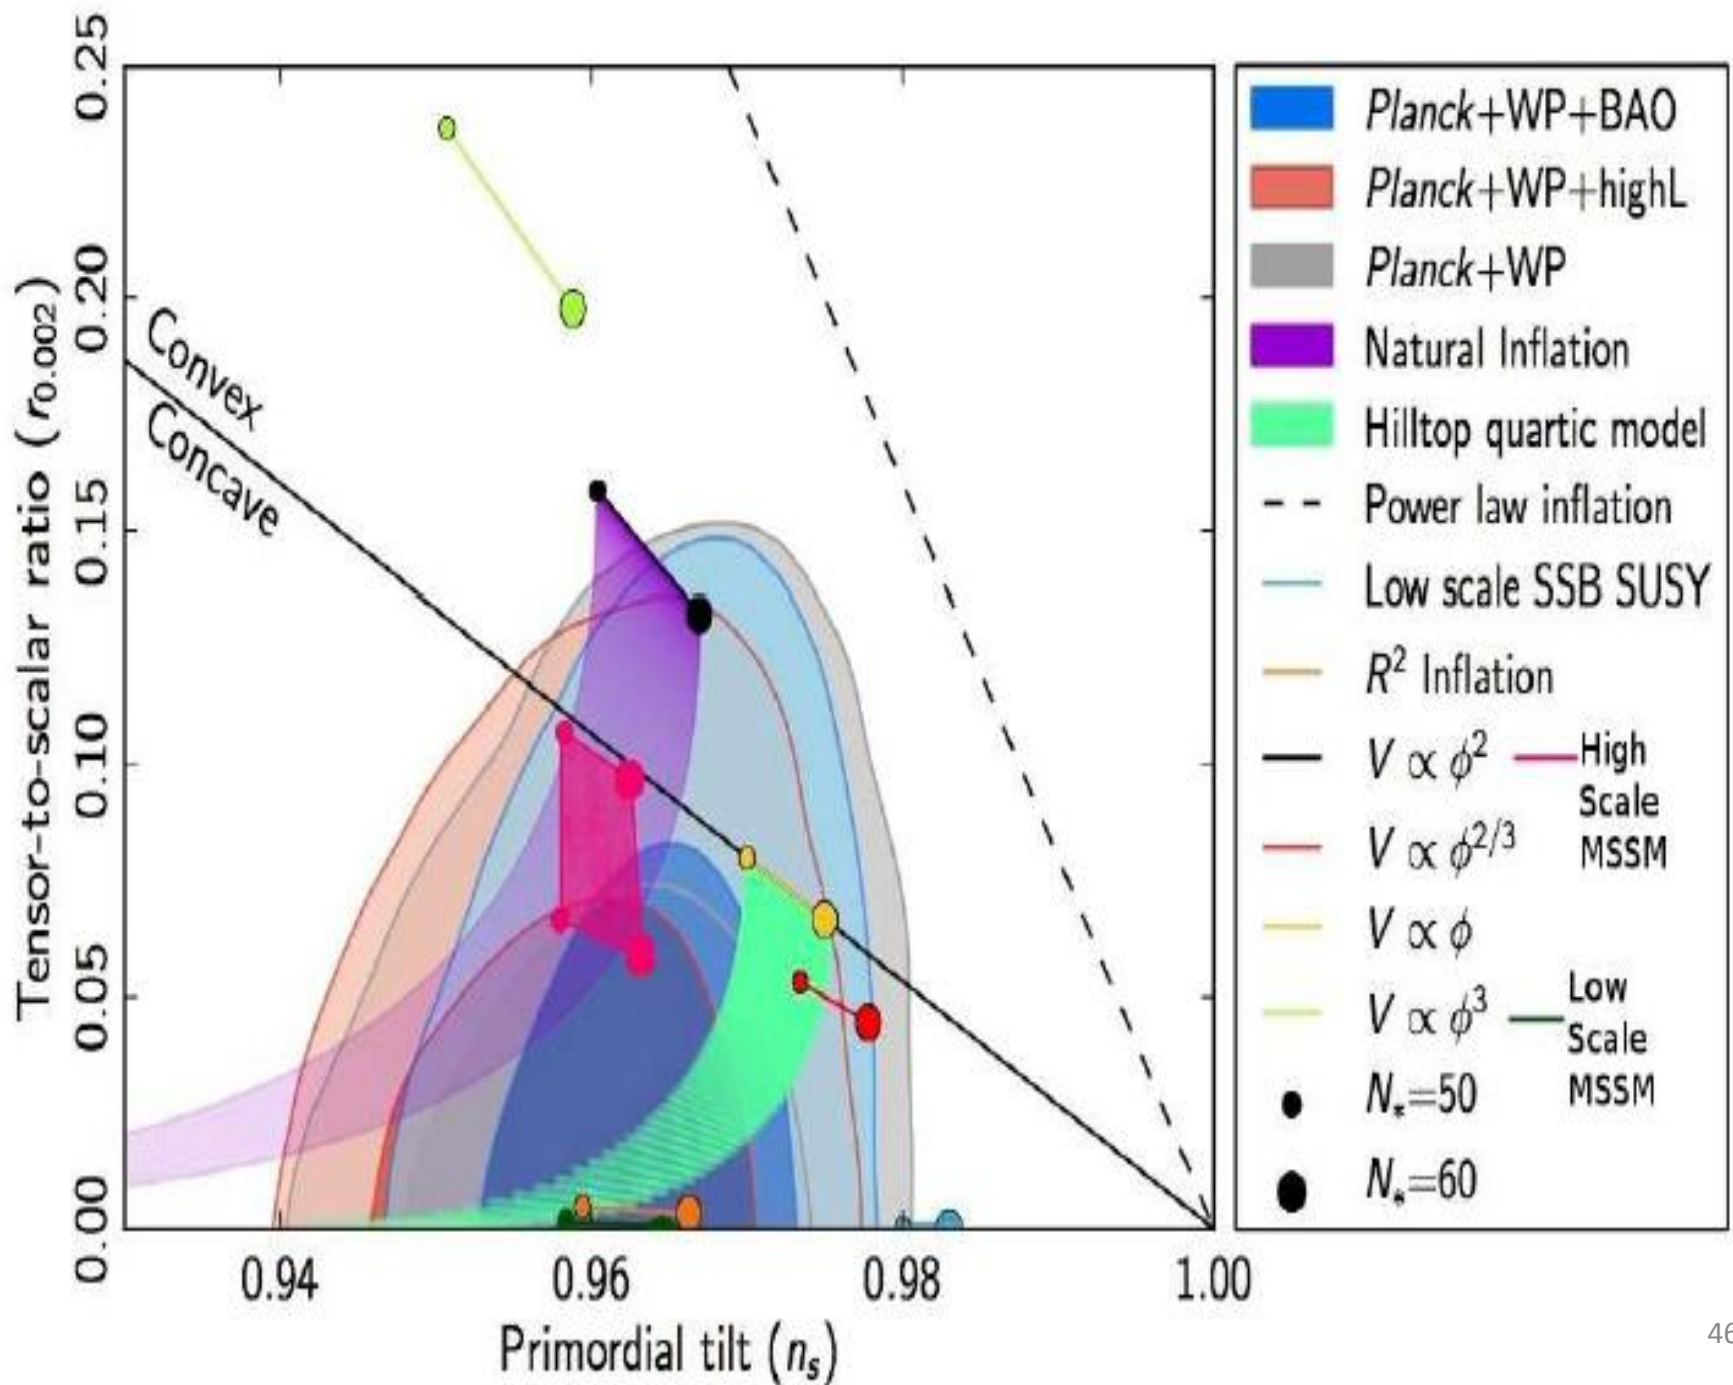 0.25
0.20
0.15
0.10
0.05
0.00
Tensor-to-scalar ratio (r0.002)
Convex
Concave
0.94
0.96
0.98
1.00
Primordial tilt (ns)
Planck+WP+BAO
Planck+WP+highL
Planck+WP
Natural Inflation
Hilltop quartic model
Power law inflation
Low scale SSB SUSY
R² Inflation
V ∝ ϕ²
High
Scale
MSSM
V ∝ ϕ^2/3
V ∝ ϕ
V ∝ ϕ³
Low
Scale
MSSM
N*=50
N*=60
46